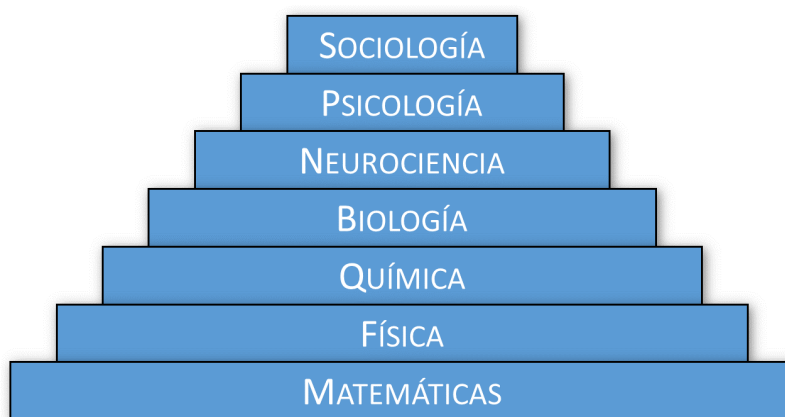 Sociología
Psicología
Neurociencia
Biología
Química
Física
Matemáticas